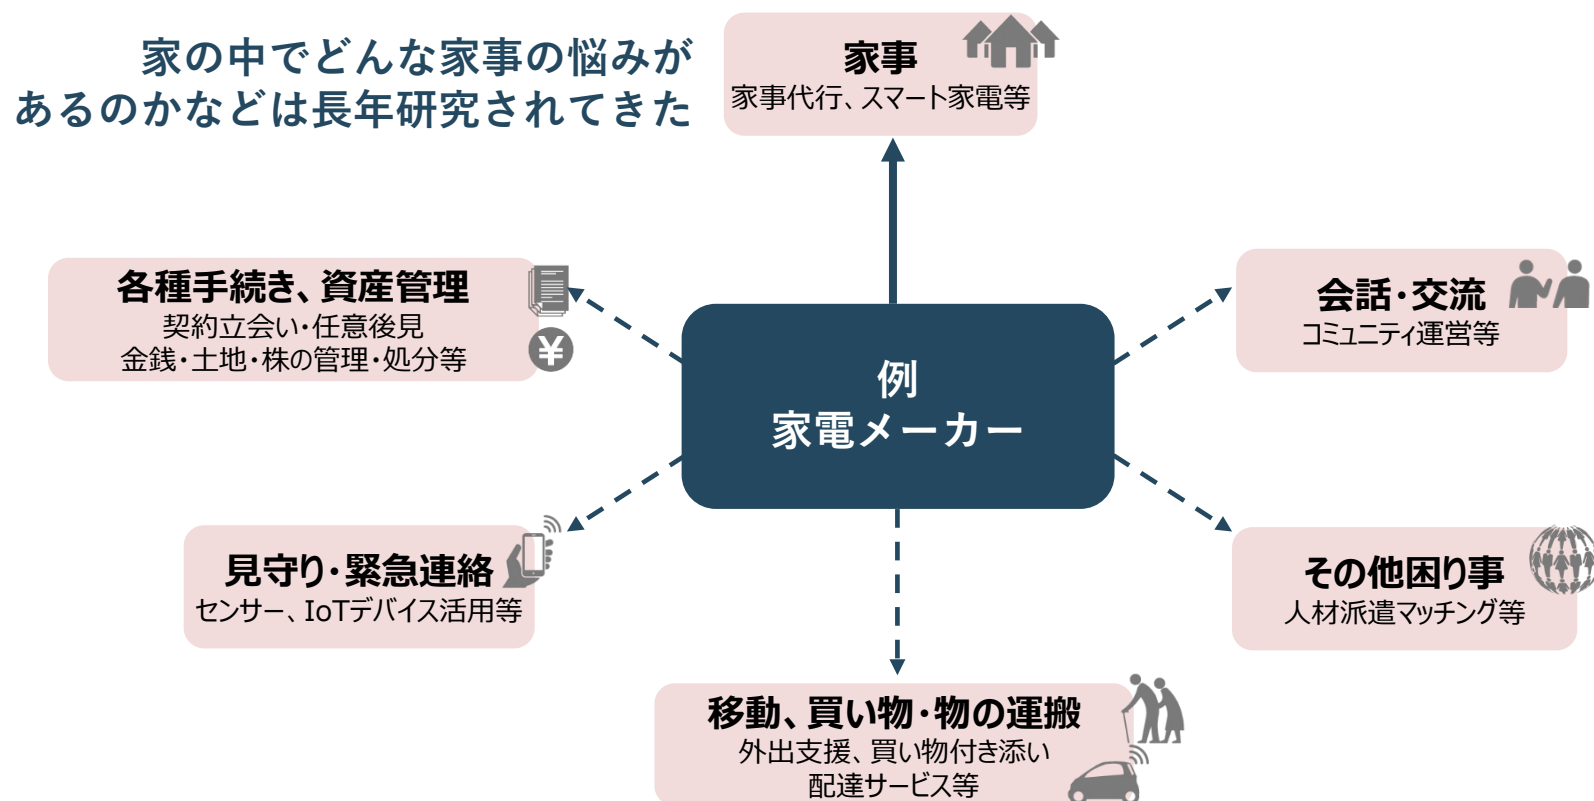 家の中でどんな家事の悩みが
あるのかなどは長年研究されてきた
家事
家事代行、スマート家電等
各種手続き、資産管理
契約立会い・任意後見
金銭・土地・株の管理・処分等
¥
会話・交流
コミュニティ運営等
例
家電メーカー
見守り・緊急連絡
センサー、IoTデバイス活用等
その他困り事
人材派遣マッチング等
移動、買い物・物の運搬
外出支援、買い物付き添い
配達サービス等